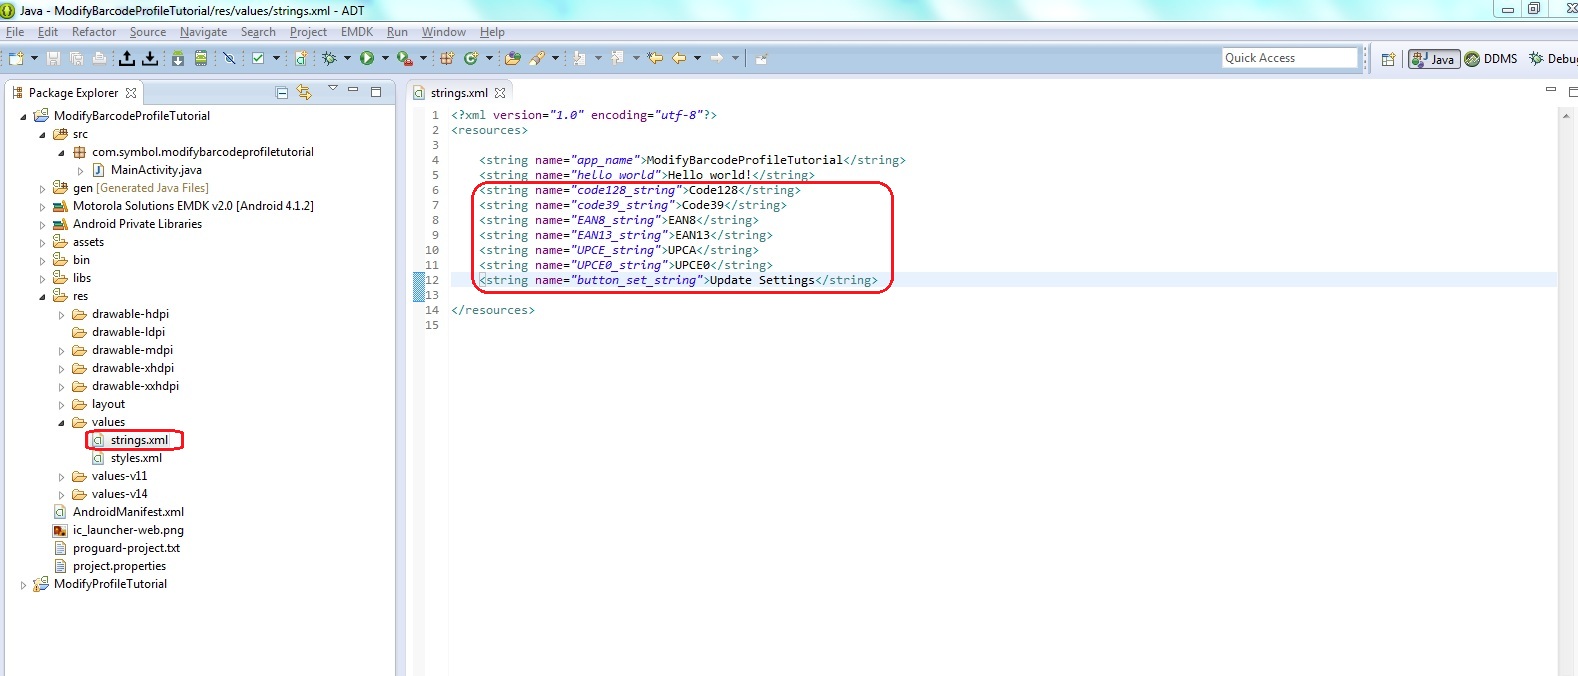 Java - ModifyBarcodeProfileTutorial/res/values/strings.xml - ADT
File Edit Refactor Source Navigate Search Project EMDK Run Window Help
Quick Access
Java
DDMS
Debug
Package Explorer
ModifyBarcodeProfileTutorial
src
com.symbol.modifybarcodeprofiletutorial
MainActivity.java
gen [Generated Java Files]
Motorola Solutions EMDK v2.0 [Android 4.1.2]
Android Private Libraries
assets
bin
libs
res
drawable-hdpi
drawable-ldpi
drawable-mdpi
drawable-xhdpi
drawable-xxhdpi
layout
values
strings.xml
styles.xml
values-v11
values-v14
AndroidManifest.xml
ic_launcher-web.png
proguard-project.txt
project.properties
ModifyProfileTutorial
strings.xml
1 <?xml version="1.0" encoding="utf-8"?>
2 <resources>
3
4 <string name="app_name">ModifyBarcodeProfileTutorial</string>
5 <string name="hello_world">Hello world!</string>
6 <string name="code128_string">Code128</string>
7 <string name="code39_string">Code39</string>
8 <string name="EAN8_string">EAN8</string>
9 <string name="EAN13_string">EAN13</string>
10 <string name="UPCE_string">UPCA</string>
11 <string name="UPCE0_string">UPCE0</string>
12 <string name="button_set_string">Update Settings</string>
13
14 </resources>
15